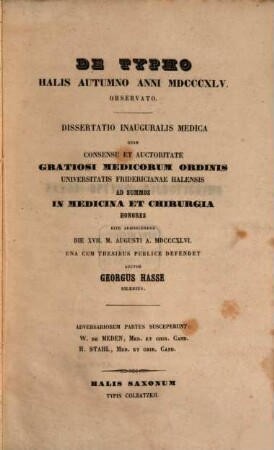 DE TYPHO
HALIS AUTUMNO ANNI MDCCCXLV.
OBSERVATO.
DISSERTATIO INAUGURALIS MEDICA
QUAM
CONSENSU ET AUCTORITATE
GRATIOSI MEDICORUM ORDINIS
UNIVERSITATIS FRIDERICIANAE HALENSIS
AD SUMMOS
IN MEDICINA ET CHIRURGIA
HONORES
RITE ADIPISCENDOS
DIE XVII. M. AUGUSTI A. MDCCCXLVI.
UNA CUM THESIBUS PUBLICE DEFENDET
AUCTOR
GEORGUS HASSE
ADVERSARIORUM PARTES SUSCEPERUNT:
W. DE MEDEN, MED. ET CHIR. CAND.
R. STAHL, MED. ET CHIR. CAND.
HALIS SAXONUM
TYPIS COLBATZKII.